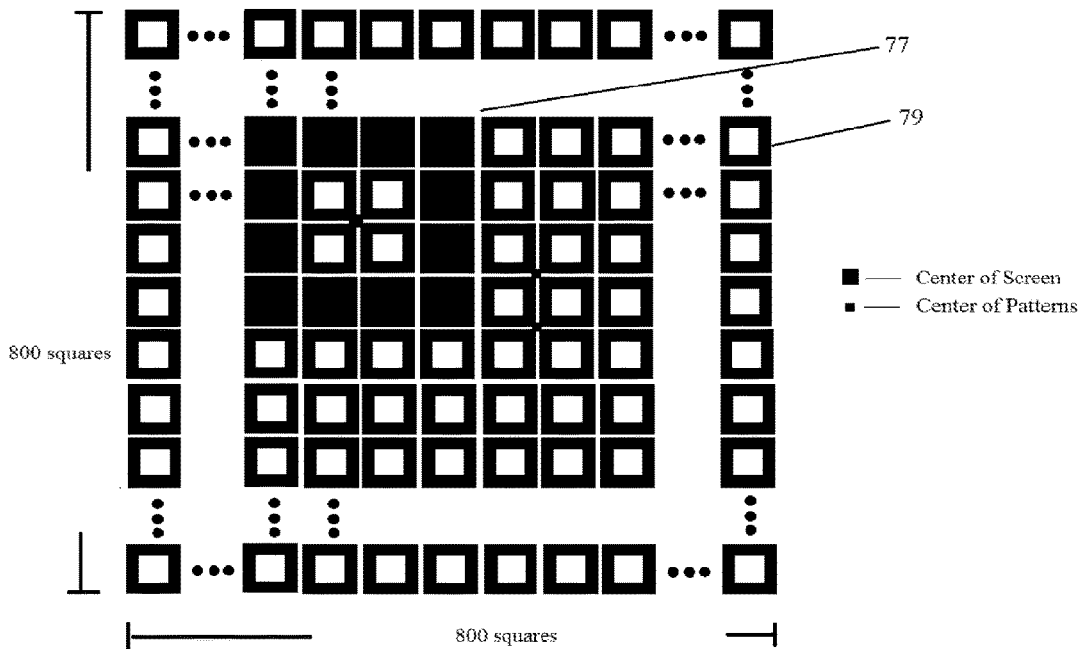 77
79
Center of Screen
Center of Patterns
800 squares
800 squares